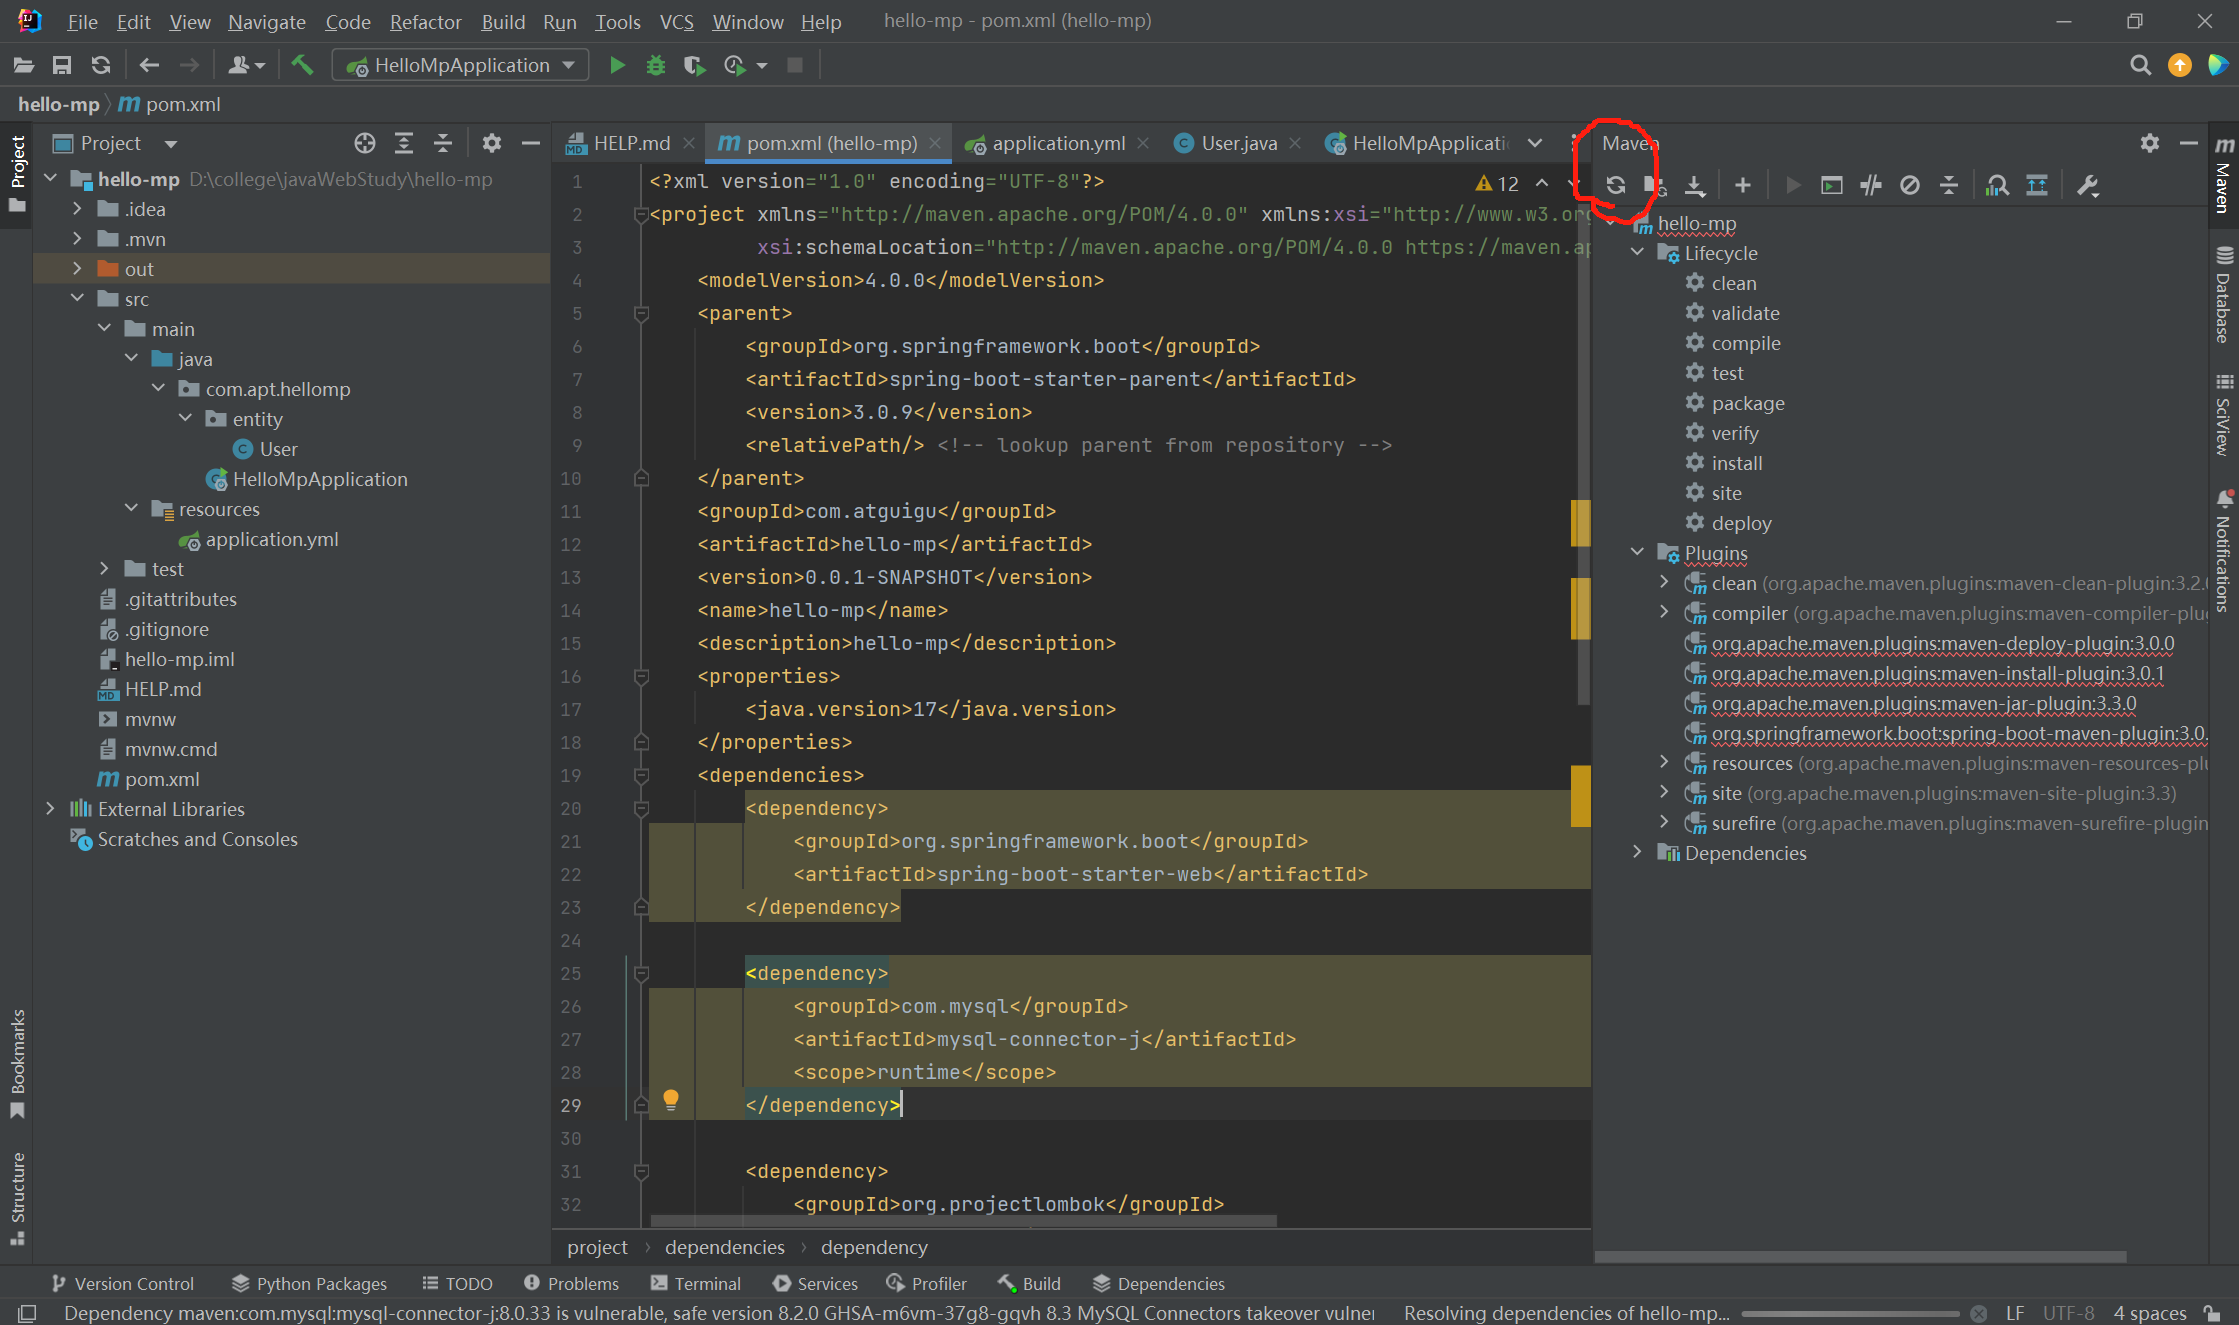 File Edit View Navigate Code Refactor Build Run Tools VCS Window Help hello-mp - pom.xml (hello-mp)
HelloMpApplication
hello-mp pom.xml
Project
HELP.md pom.xml (hello-mp) application.yml User.java HelloMpApplicati
Maven
Project
hello-mp D:\college\javaWebStudy\hello-mp
.idea
.mvn
out
src
main
java
com.apt.hellomp
entity
User
HelloMpApplication
resources
application.yml
test
.gitattributes
.gitignore
hello-mp.iml
HELP.md
mvnw
mvnw.cmd
pom.xml
External Libraries
Scratches and Consoles
Bookmarks
Structure
12
1 <?xml version="1.0" encoding="UTF-8"?>
2 <project xmlns="http://maven.apache.org/POM/4.0.0" xmlns:xsi="http://www.w3.org
3 xsi:schemaLocation="http://maven.apache.org/POM/4.0.0 https://maven.ap
4 <modelVersion>4.0.0</modelVersion>
5 <parent>
6 <groupId>org.springframework.boot</groupId>
7 <artifactId>spring-boot-starter-parent</artifactId>
8 <version>3.0.9</version>
9 <relativePath/> <!-- lookup parent from repository -->
10 </parent>
11 <groupId>com.atguigu</groupId>
12 <artifactId>hello-mp</artifactId>
13 <version>0.0.1-SNAPSHOT</version>
14 <name>hello-mp</name>
15 <description>hello-mp</description>
16 <properties>
17 <java.version>17</java.version>
18 </properties>
19 <dependencies>
20 <dependency>
21 <groupId>org.springframework.boot</groupId>
22 <artifactId>spring-boot-starter-web</artifactId>
23 </dependency>
24
25 <dependency>
26 <groupId>com.mysql</groupId>
27 <artifactId>mysql-connector-j</artifactId>
28 <scope>runtime</scope>
29 </dependency>
30
31 <dependency>
32 <groupId>org.projectlombok</groupId>
project › dependencies › dependency
hello-mp
Lifecycle
clean
validate
compile
test
package
verify
install
site
deploy
Plugins
clean (org.apache.maven.plugins:maven-clean-plugin:3.2.
compiler (org.apache.maven.plugins:maven-compiler-plu
org.apache.maven.plugins:maven-deploy-plugin:3.0.0
org.apache.maven.plugins:maven-install-plugin:3.0.1
org.apache.maven.plugins:maven-jar-plugin:3.3.0
org.springframework.boot:spring-boot-maven-plugin:3.0.
resources (org.apache.maven.plugins:maven-resources-plu
site (org.apache.maven.plugins:maven-site-plugin:3.3)
surefire (org.apache.maven.plugins:maven-surefire-plugin
Dependencies
Maven
Database
SciView
Notifications
Version Control Python Packages TODO Problems Terminal Services Profiler Build Dependencies
Dependency maven:com.mysql:mysql-connector-j:8.0.33 is vulnerable, safe version 8.2.0 GHSA-m6vm-37g8-gqvh 8.3 MySQL Connectors takeover vulner Resolving dependencies of hello-mp... LF UTF-8 4 spaces